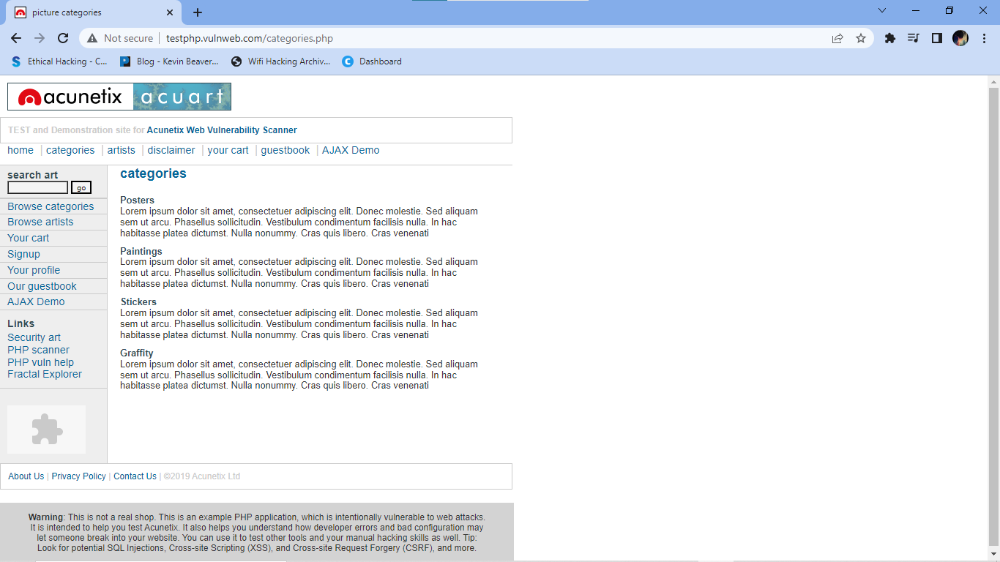 picture categories
Not secure testphp.vulnweb.com/categories.php
Ethical Hacking - C... Blog - Kevin Beaver... Wifi Hacking Archiv... Dashboard
acunetix acuart
TEST and Demonstration site for Acunetix Web Vulnerability Scanner
home | categories | artists | disclaimer | your cart | guestbook | AJAX Demo
search art
go
Browse categories
Browse artists
Your cart
Signup
Your profile
Our guestbook
AJAX Demo
Links
Security art
PHP scanner
PHP vuln help
Fractal Explorer
categories
Posters
Lorem ipsum dolor sit amet, consectetuer adipiscing elit. Donec molestie. Sed aliquam
sem ut arcu. Phasellus sollicitudin. Vestibulum condimentum facilisis nulla. In hac
habitasse platea dictumst. Nulla nonummy. Cras quis libero. Cras venenati
Paintings
Lorem ipsum dolor sit amet, consectetuer adipiscing elit. Donec molestie. Sed aliquam
sem ut arcu. Phasellus sollicitudin. Vestibulum condimentum facilisis nulla. In hac
habitasse platea dictumst. Nulla nonummy. Cras quis libero. Cras venenati
Stickers
Lorem ipsum dolor sit amet, consectetuer adipiscing elit. Donec molestie. Sed aliquam
sem ut arcu. Phasellus sollicitudin. Vestibulum condimentum facilisis nulla. In hac
habitasse platea dictumst. Nulla nonummy. Cras quis libero. Cras venenati
Graffity
Lorem ipsum dolor sit amet, consectetuer adipiscing elit. Donec molestie. Sed aliquam
sem ut arcu. Phasellus sollicitudin. Vestibulum condimentum facilisis nulla. In hac
habitasse platea dictumst. Nulla nonummy. Cras quis libero. Cras venenati
About Us | Privacy Policy | Contact Us | ©2019 Acunetix Ltd
Warning: This is not a real shop. This is an example PHP application, which is intentionally vulnerable to web attacks.
It is intended to help you test Acunetix. It also helps you understand how developer errors and bad configuration may
let someone break into your website. You can use it to test other tools and your manual hacking skills as well. Tip:
Look for potential SQL Injections, Cross-site Scripting (XSS), and Cross-site Request Forgery (CSRF), and more.